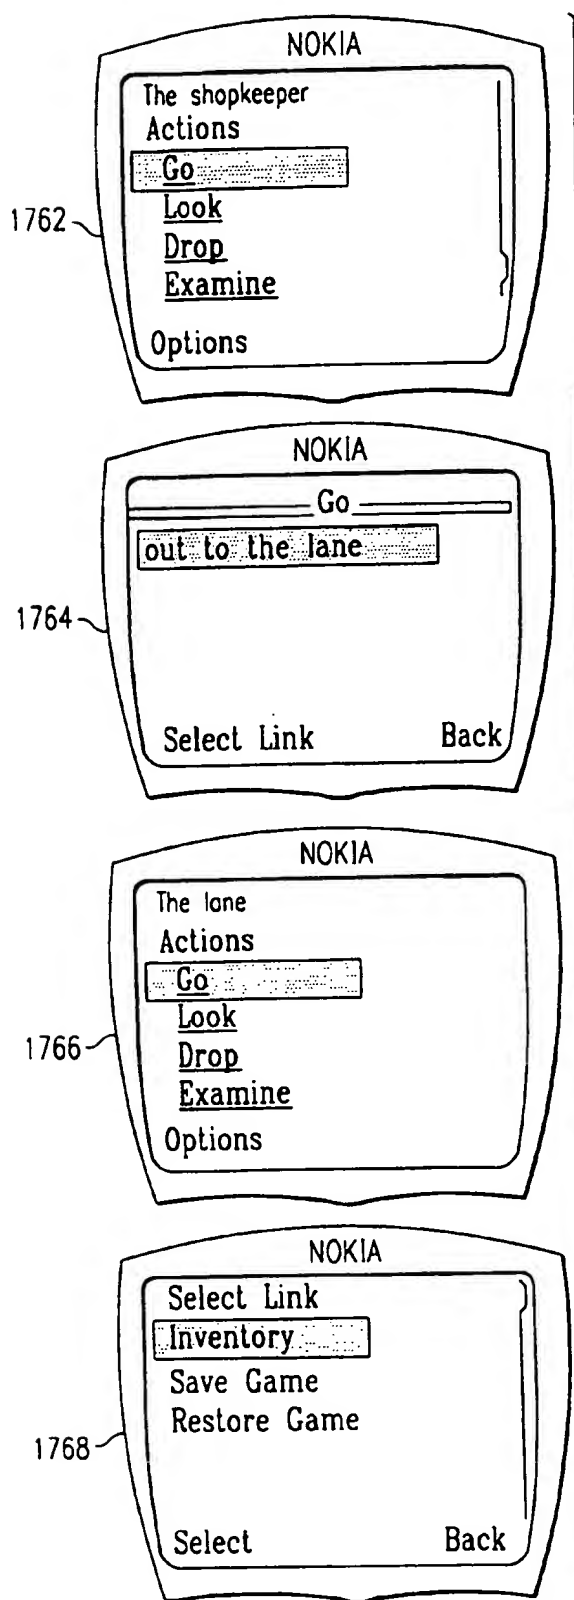 NOKIA
The shopkeeper
Actions
Go
Look
Drop
Examine
Options
1762
NOKIA
Go
out to the lane
Select Link Back
1764
NOKIA
The lane
Actions
Go
Look
Drop
Examine
Options
1766
NOKIA
Select Link
Inventory
Save Game
Restore Game
Select Back
1768